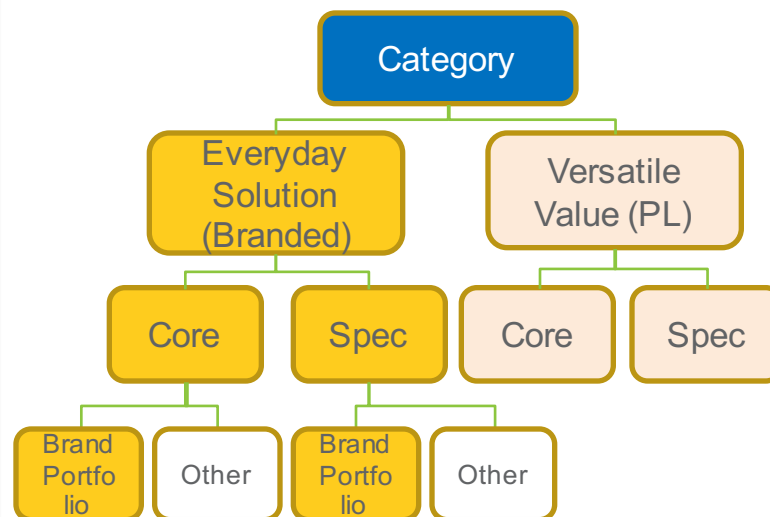 Category
Everyday
Solution
(Branded)
Versatile
Value (PL)
Core
Spec
Core
Spec
Brand
Portfo
lio
Other
Brand
Portfo
lio
Other